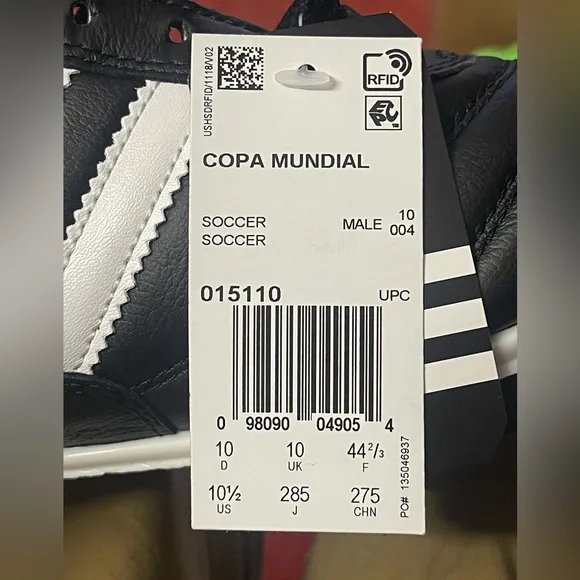 USHSDRFID/1118/V02
RFID
EPC
COPA MUNDIAL
SOCCER
SOCCER
MALE 10
004
015110 UPC
0 98090 04905 4
10 10 44²/₃
D UK F
10½ 285 275
US J CHN
PO# 135046937